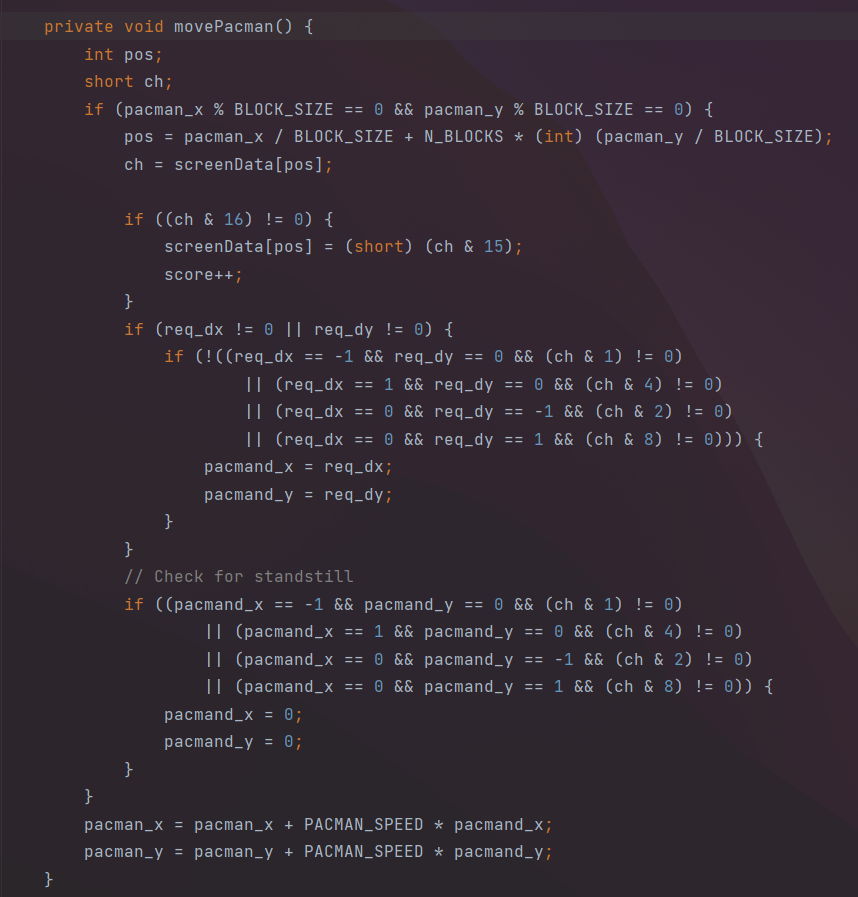 private void movePacman() {
    int pos;
    short ch;
    if (pacman_x % BLOCK_SIZE == 0 && pacman_y % BLOCK_SIZE == 0) {
        pos = pacman_x / BLOCK_SIZE + N_BLOCKS * (int) (pacman_y / BLOCK_SIZE);
        ch = screenData[pos];

        if ((ch & 16) != 0) {
            screenData[pos] = (short) (ch & 15);
            score++;
        }
        if (req_dx != 0 || req_dy != 0) {
            if (!((req_dx == -1 && req_dy == 0 && (ch & 1) != 0)
                    || (req_dx == 1 && req_dy == 0 && (ch & 4) != 0)
                    || (req_dx == 0 && req_dy == -1 && (ch & 2) != 0)
                    || (req_dx == 0 && req_dy == 1 && (ch & 8) != 0))) {
                pacmand_x = req_dx;
                pacmand_y = req_dy;
            }
        }
        // Check for standstill
        if ((pacmand_x == -1 && pacmand_y == 0 && (ch & 1) != 0)
                || (pacmand_x == 1 && pacmand_y == 0 && (ch & 4) != 0)
                || (pacmand_x == 0 && pacmand_y == -1 && (ch & 2) != 0)
                || (pacmand_x == 0 && pacmand_y == 1 && (ch & 8) != 0)) {
            pacmand_x = 0;
            pacmand_y = 0;
        }
    }
    pacman_x = pacman_x + PACMAN_SPEED * pacmand_x;
    pacman_y = pacman_y + PACMAN_SPEED * pacmand_y;
}